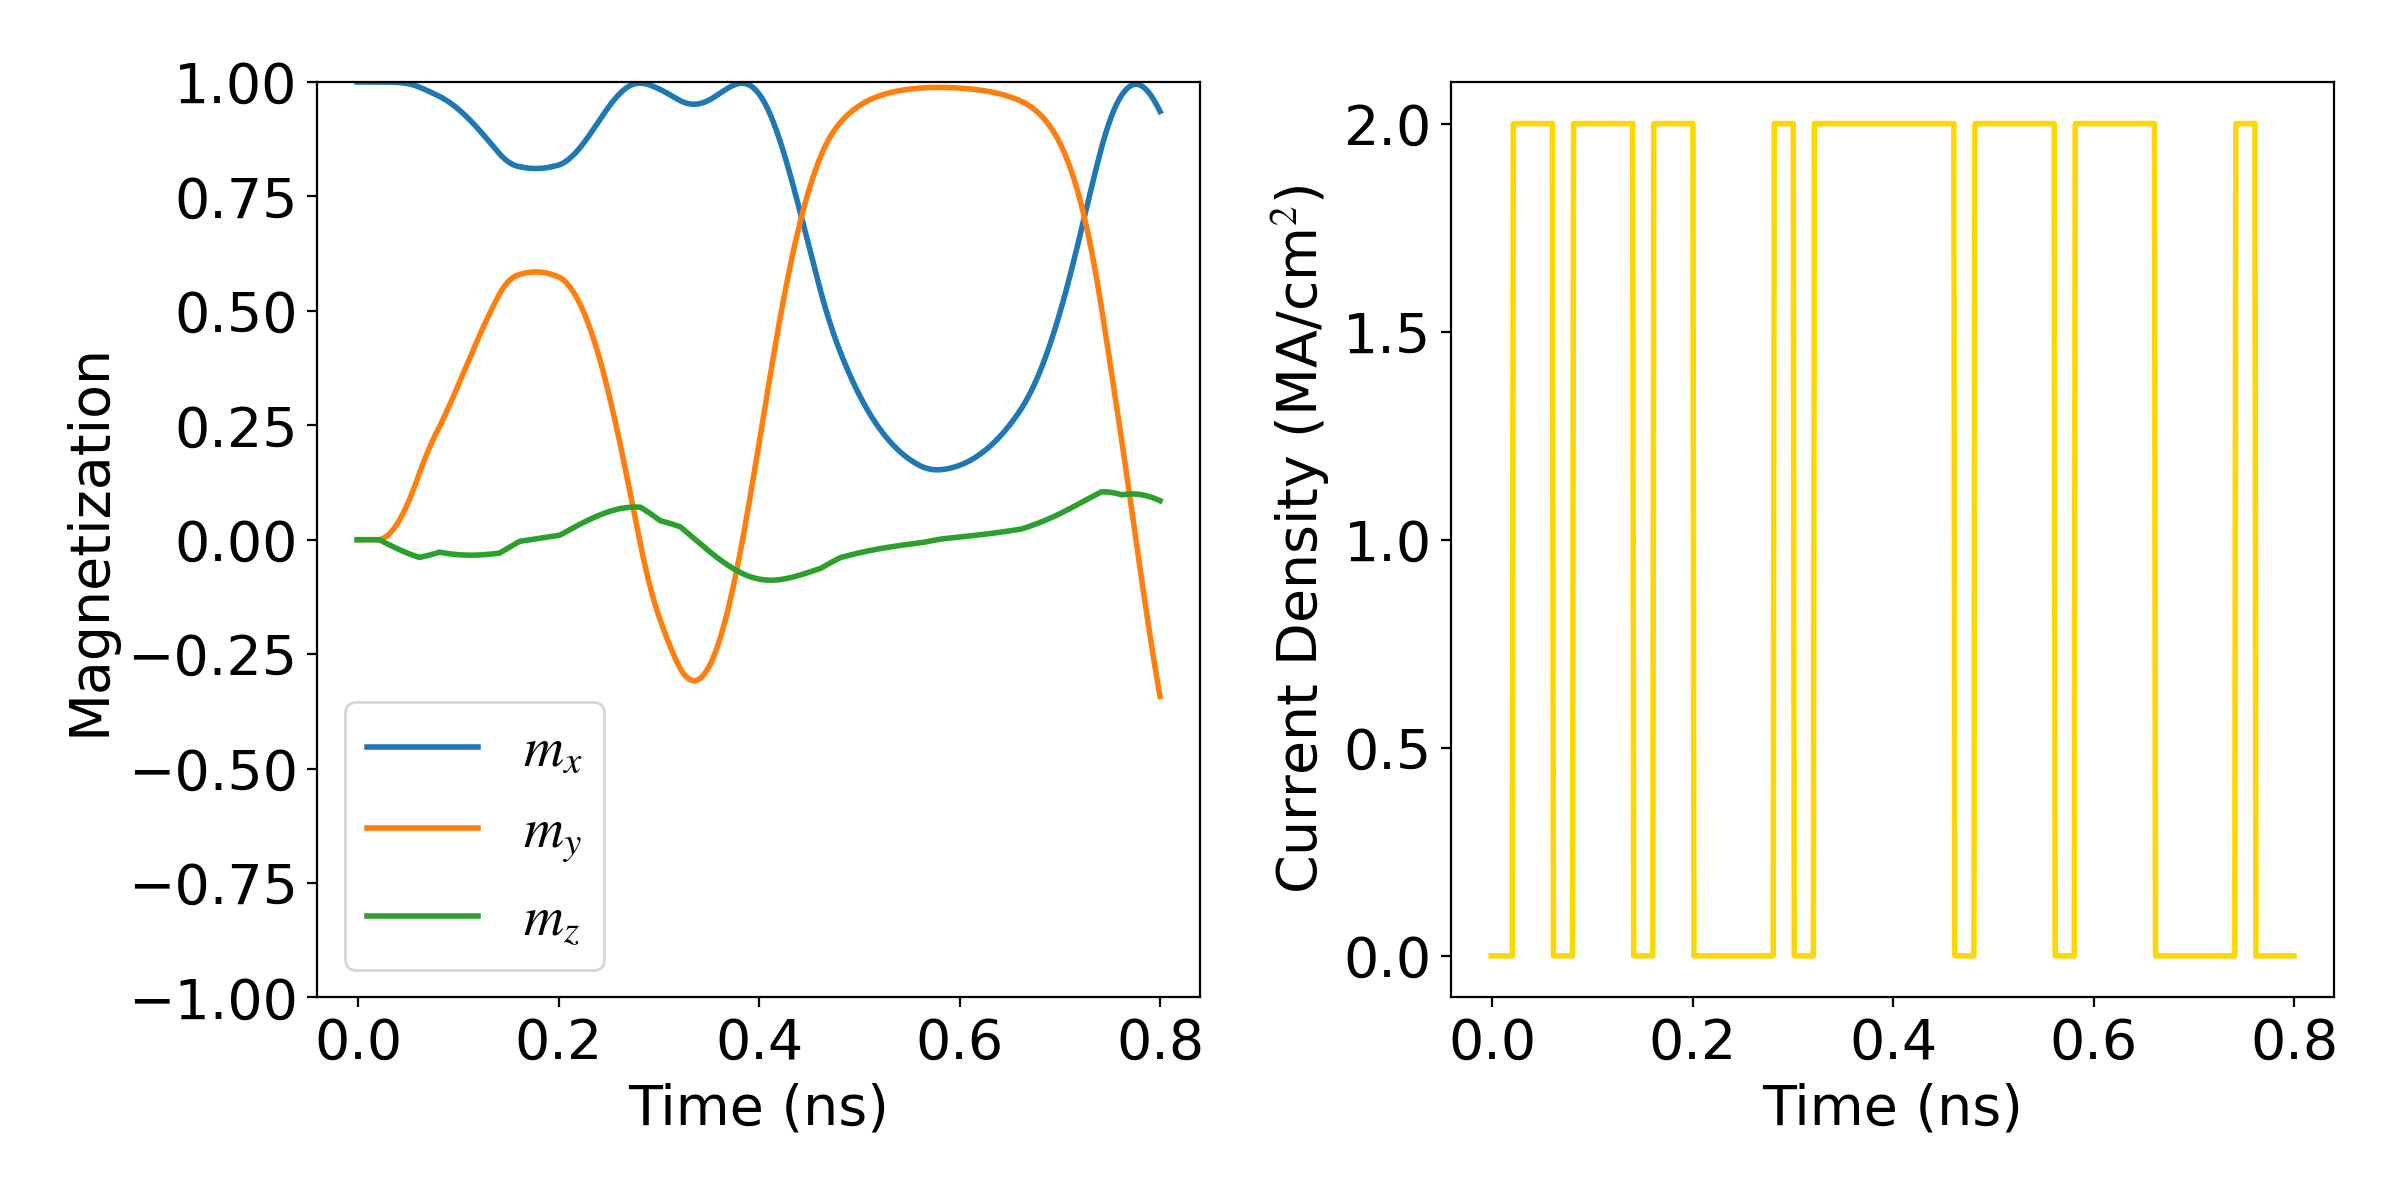 1.00
0.75
0.50
0.25
0.00
−0.25
−0.50
−0.75
−1.00
Magnetization
m_x
m_y
m_z
0.0 0.2 0.4 0.6 0.8
Time (ns)
2.0
1.5
1.0
0.5
0.0
Current Density (MA/cm²)
0.0 0.2 0.4 0.6 0.8
Time (ns)